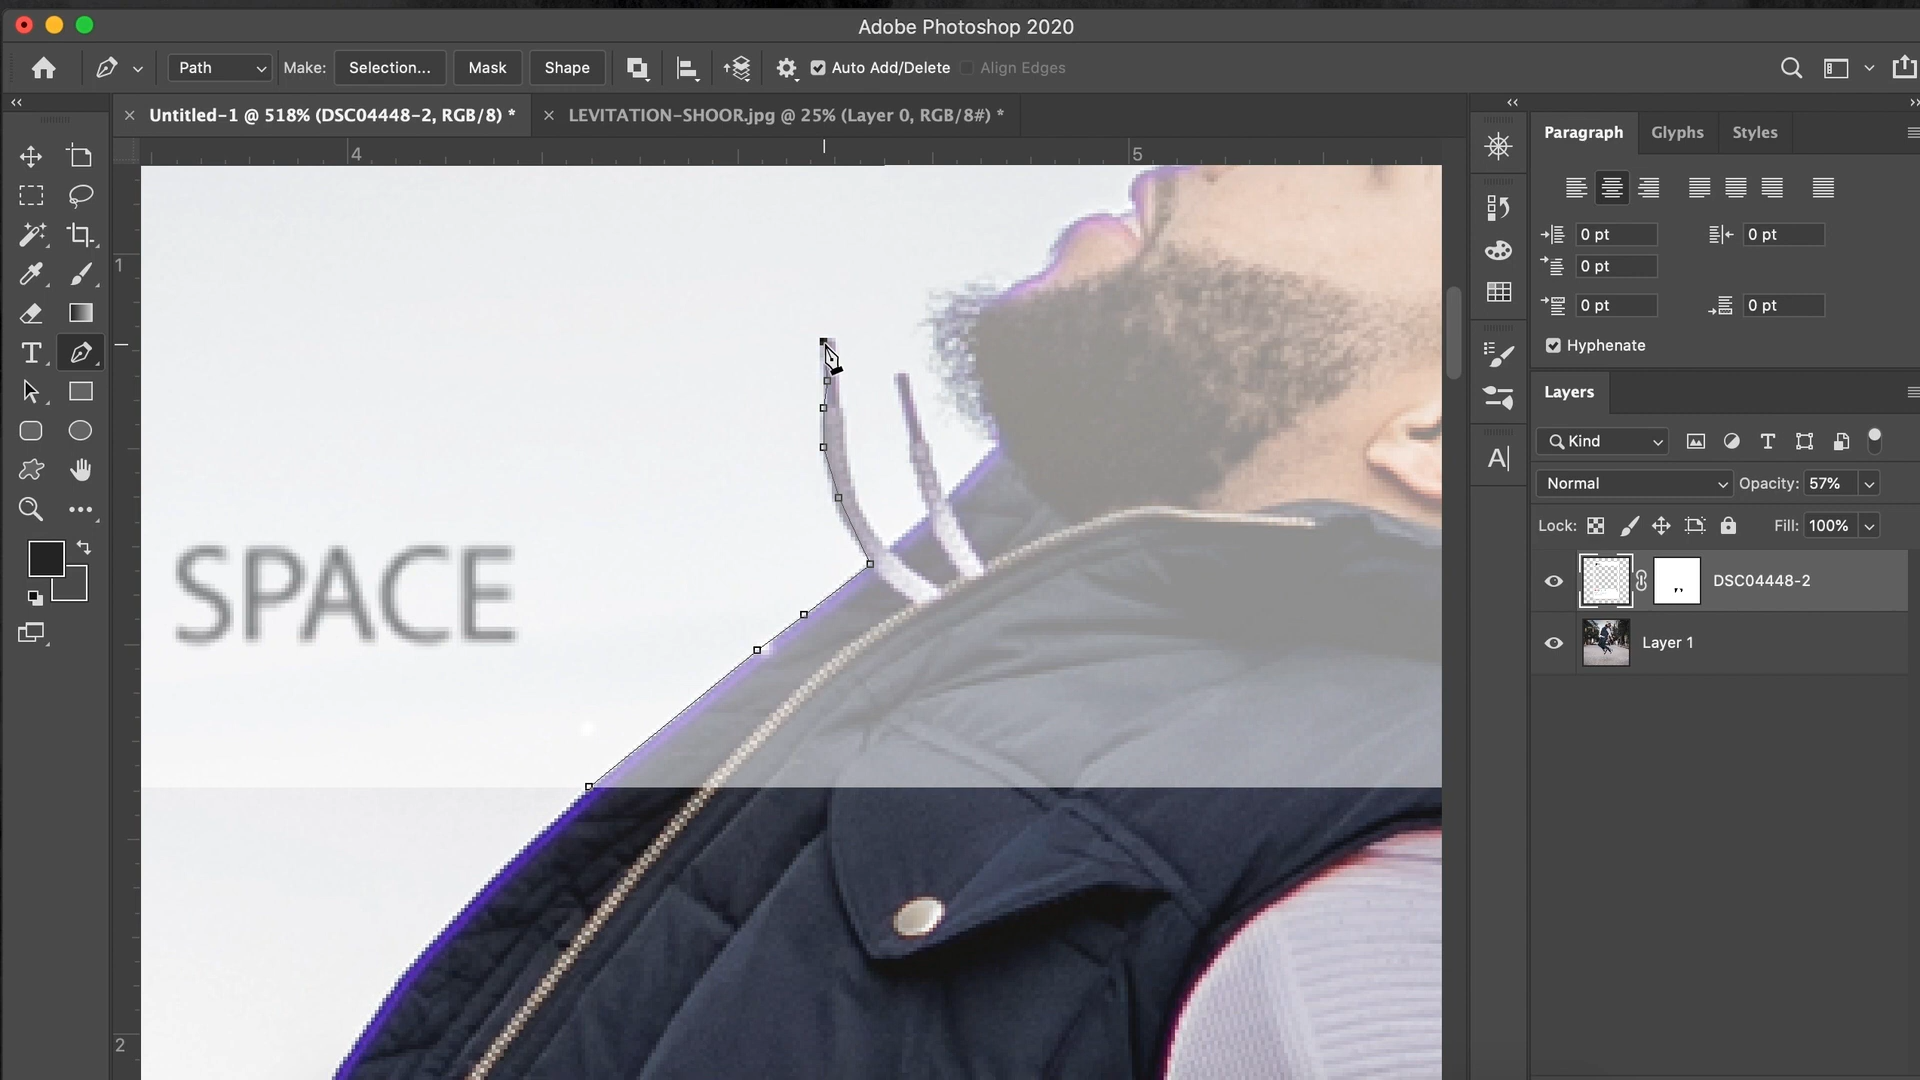 Adobe Photoshop 2020
Path Make: Selection... Mask Shape Auto Add/Delete Align Edges
Untitled-1 @ 518% (DSC04448-2, RGB/8) * LEVITATION-SHOOR.jpg @ 25% (Layer 0, RGB/8#) *
4 5
1
2
SPACE
Paragraph Glyphs Styles
0 pt 0 pt
0 pt
0 pt 0 pt
Hyphenate
Layers
Kind
Normal Opacity: 57%
Lock: Fill: 100%
DSC04448-2
Layer 1